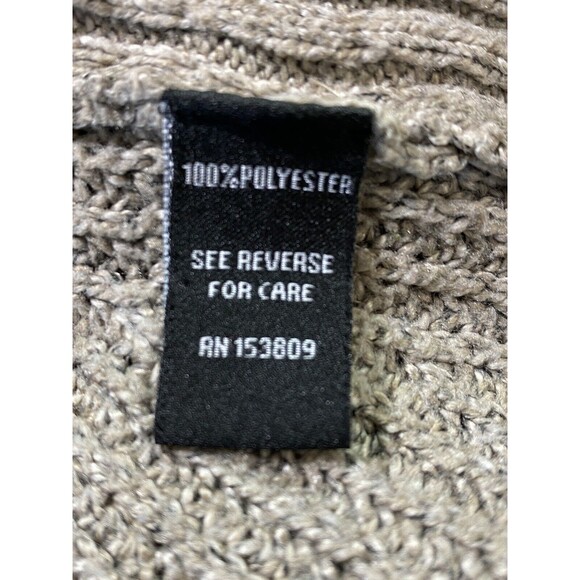 100%POLYESTER
SEE REVERSE
FOR CARE
RN 153809